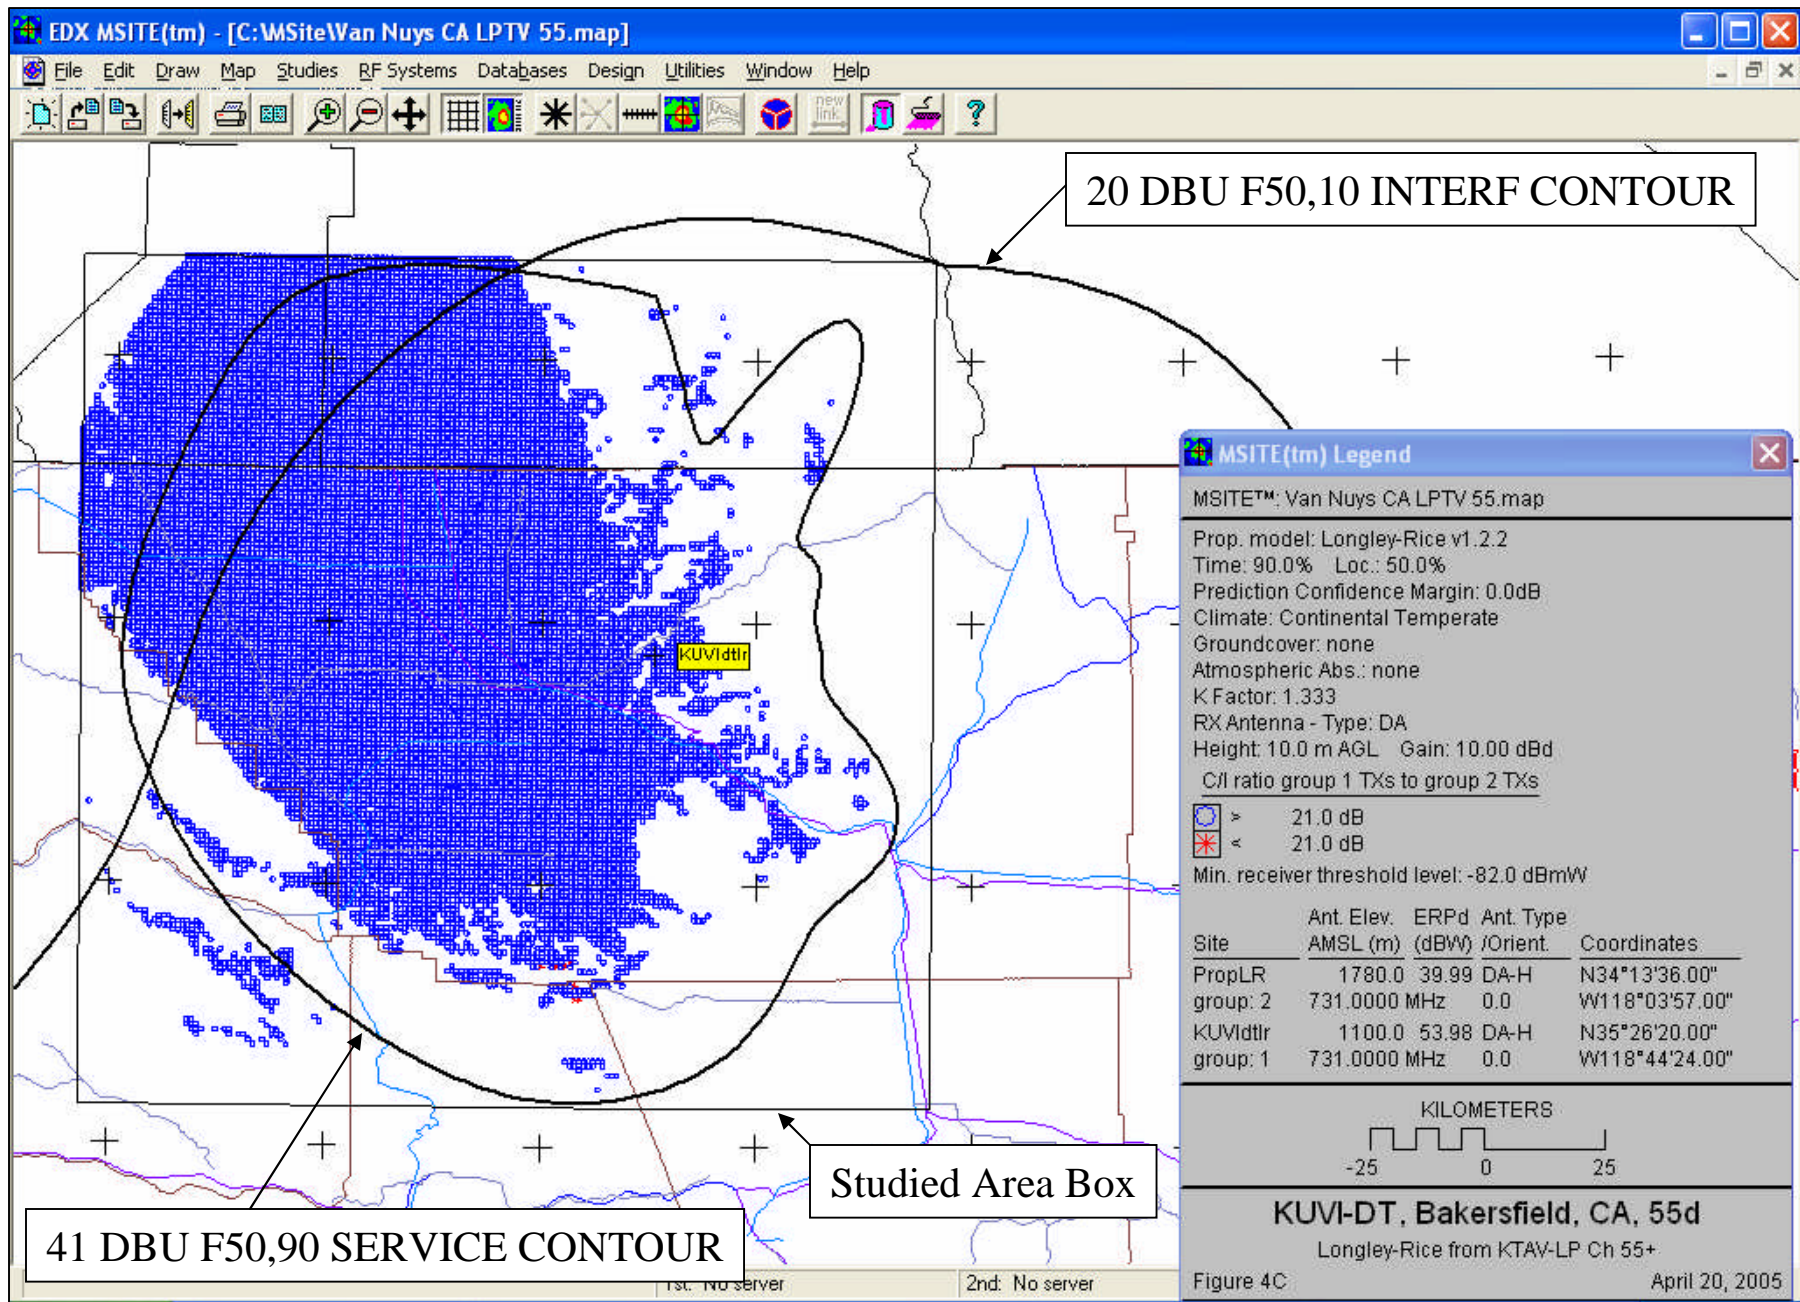 EDX MSITE(tm) - [C:\MSite\Van Nuys CA LPTV 55.map]
File Edit Draw Map Studies RF Systems Databases Design Utilities Window Help
new
link
?
20 DBU F50,10 INTERF CONTOUR
KUVIdtlr
MSITE(tm) Legend
MSITE™: Van Nuys CA LPTV 55.map
Prop. model: Longley-Rice v1.2.2
Time: 90.0% Loc.: 50.0%
Prediction Confidence Margin: 0.0dB
Climate: Continental Temperate
Groundcover: none
Atmospheric Abs.: none
K Factor: 1.333
RX Antenna - Type: DA
Height: 10.0 m AGL Gain: 10.00 dBd
C/I ratio group 1 TXs to group 2 TXs
> 21.0 dB
< 21.0 dB
Min. receiver threshold level: -82.0 dBmW
Ant. Elev. ERPd Ant. Type
Site AMSL (m) (dBW) /Orient. Coordinates
PropLR 1780.0 39.99 DA-H N34°13'36.00"
group: 2 731.0000 MHz 0.0 W118°03'57.00"
KUVIdtlr 1100.0 53.98 DA-H N35°26'20.00"
group: 1 731.0000 MHz 0.0 W118°44'24.00"
KILOMETERS
-25 0 25
KUVI-DT, Bakersfield, CA, 55d
Longley-Rice from KTAV-LP Ch 55+
Figure 4C April 20, 2005
Studied Area Box
41 DBU F50,90 SERVICE CONTOUR
1st: No server 2nd: No server